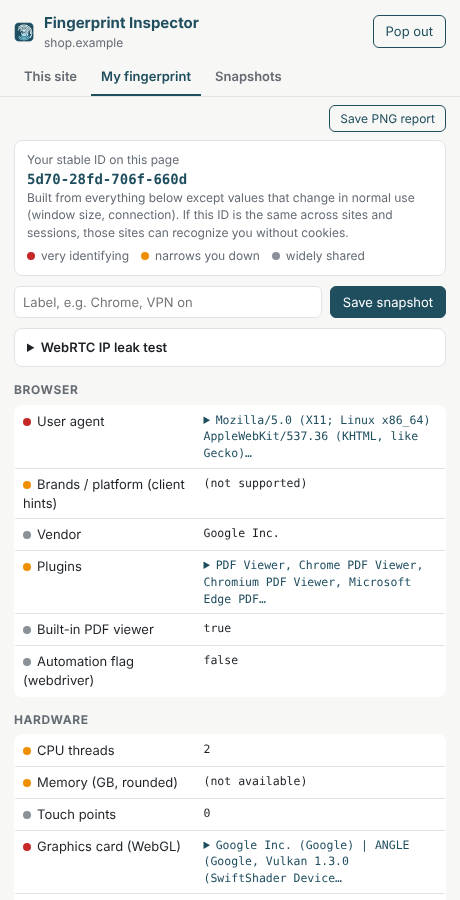 Fingerprint Inspector
shop.example
Pop out
This site
My fingerprint
Snapshots
Save PNG report
Your stable ID on this page
5d70-28fd-706f-660d
Built from everything below except values that change in normal use
(window size, connection). If this ID is the same across sites and
sessions, those sites can recognize you without cookies.
very identifying
narrows you down
widely shared
Label, e.g. Chrome, VPN on
Save snapshot
WebRTC IP leak test
BROWSER
User agent
Mozilla/5.0 (X11; Linux x86_64)
AppleWebKit/537.36 (KHTML, like
Gecko)…
Brands / platform (client
hints)
(not supported)
Vendor
Google Inc.
Plugins
PDF Viewer, Chrome PDF Viewer,
Chromium PDF Viewer, Microsoft
Edge PDF…
Built-in PDF viewer
true
Automation flag
(webdriver)
false
HARDWARE
CPU threads
2
Memory (GB, rounded)
(not available)
Touch points
0
Graphics card (WebGL)
Google Inc. (Google) | ANGLE
(Google, Vulkan 1.3.0
(SwiftShader Device…